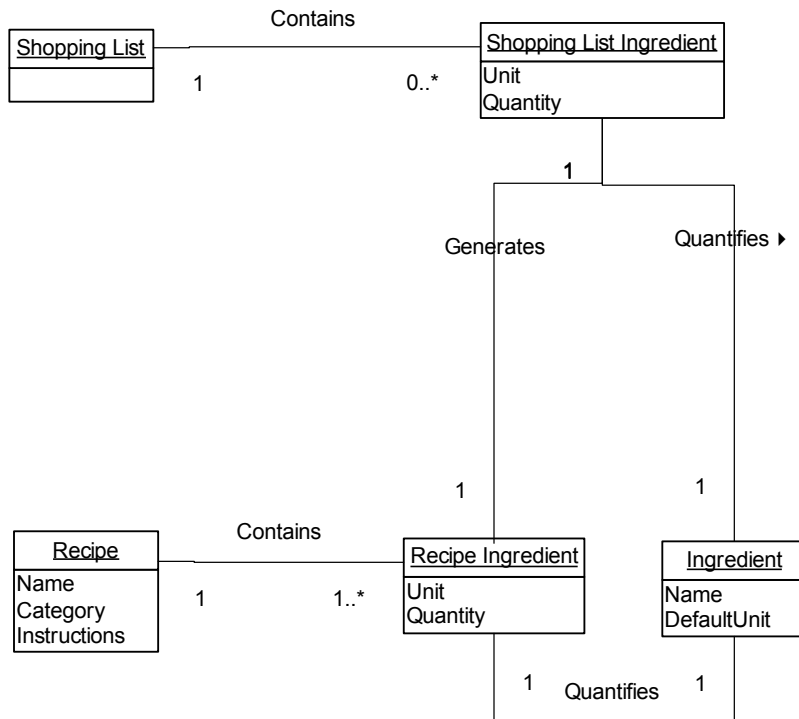 Contains
Shopping List
Shopping List Ingredient
1
0..*
Unit
Quantity
1
Generates
Quantifies
1
1
Contains
Recipe
Recipe Ingredient
Ingredient
Name
Category
Instructions
1
1..*
Unit
Quantity
Name
DefaultUnit
1
Quantifies
1